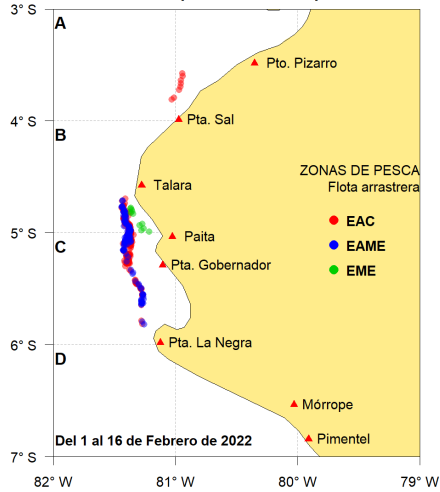 3° S
A
Pto. Pizarro
4° S
Pta. Sal
B
ZONAS DE PESCA
Flota arrastrera
Talara
EAC
5° S
Paita
C
EAME
Pta. Gobernador
EME
6° S
Pta. La Negra
D
Mórrope
Del 1 al 16 de Febrero de 2022
Pimentel
7° S
82° W
81° W
80° W
79° W